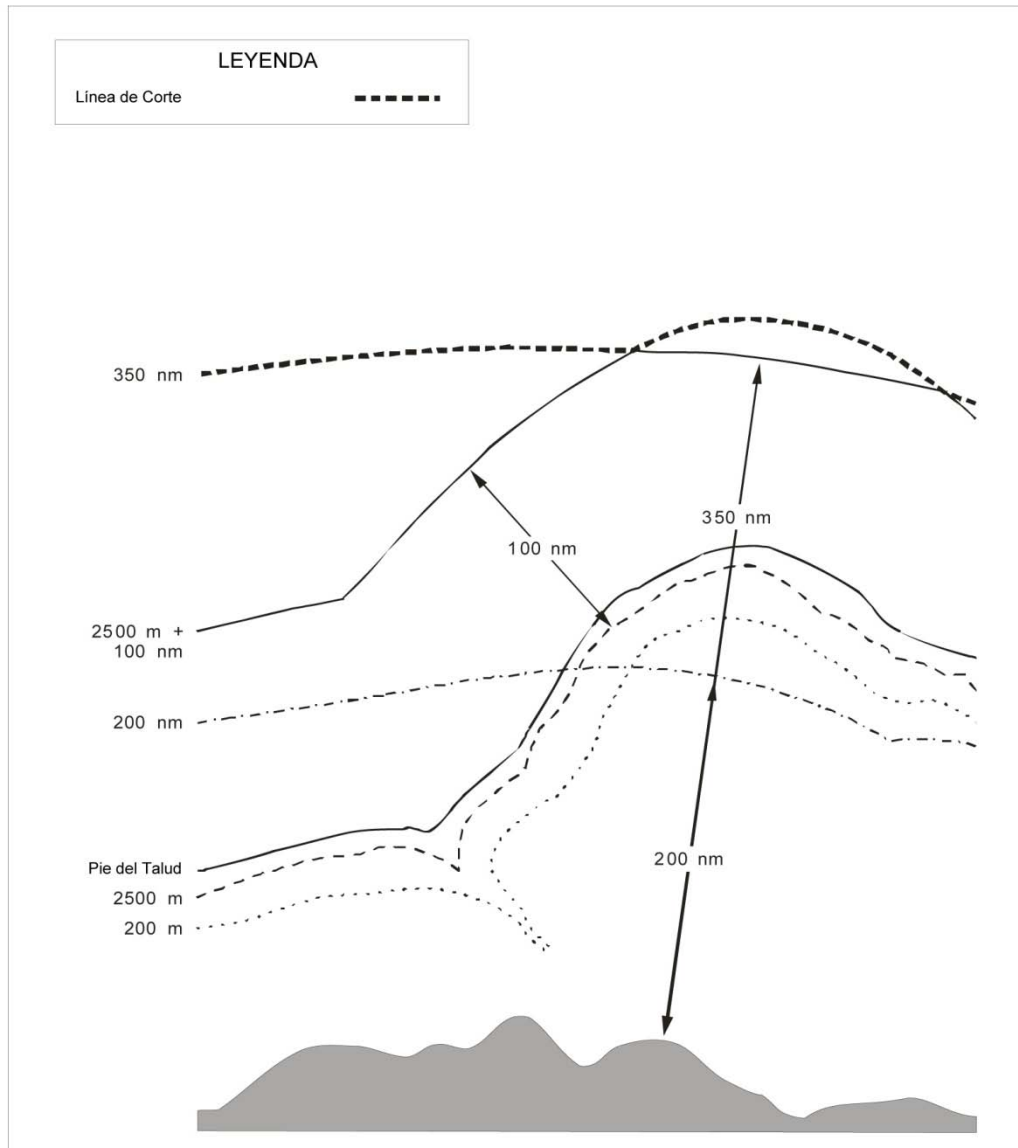 LEYENDA
Línea de Corte
350 nm
350 nm
100 nm
2500 m +
100 nm
200 nm
200 nm
Pie del Talud
2500 m
200 m